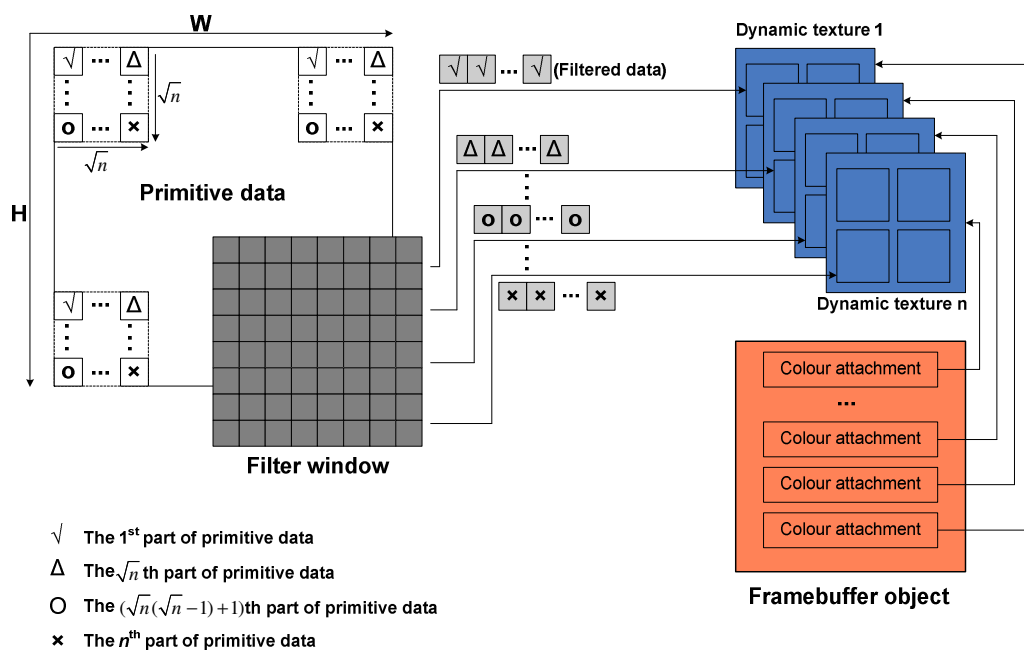 W
H
√ ... Δ
√n
o ... ×
√n
√ ... Δ
o ... ×
Primitive data
√ ... Δ
o ... ×
Filter window
√ √ ... √ (Filtered data)
Δ Δ ... Δ
o o ... o
× × ... ×
Dynamic texture 1
Dynamic texture n
Colour attachment
...
Colour attachment
Colour attachment
Colour attachment
Framebuffer object
√ The 1st part of primitive data
Δ The √n th part of primitive data
O The (√n(√n −1)+1)th part of primitive data
× The nth part of primitive data